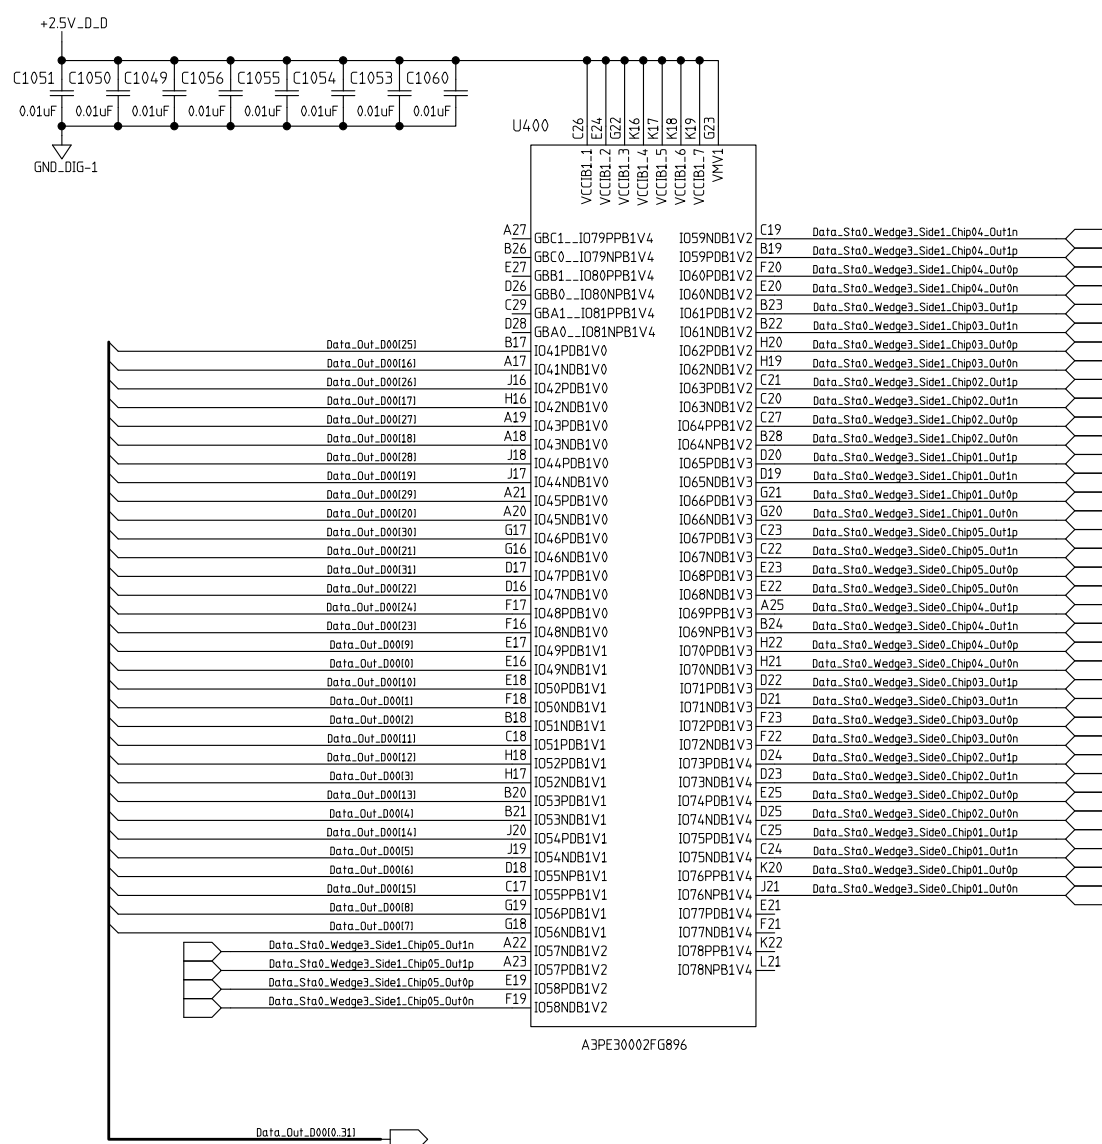 +2.5V_D_D
C1051 C1050 C1049 C1056 C1055 C1054 C1053 C1060
0.01uF 0.01uF 0.01uF 0.01uF 0.01uF 0.01uF 0.01uF 0.01uF
GND_DIG-1
U400
C26 E24 G22 K16 K17 K18 K19 G23
VCCIB1_1 VCCIB1_2 VCCIB1_3 VCCIB1_4 VCCIB1_5 VCCIB1_6 VCCIB1_7 VMV1
A27 GBC1__IO79PPB1V4 IO59NDB1V2 C19 Data_Sta0_Wedge3_Side1_Chip04_Out1n
B26 GBC0__IO79NPB1V4 IO59PDB1V2 B19 Data_Sta0_Wedge3_Side1_Chip04_Out1p
E27 GBB1__IO80PPB1V4 IO60PDB1V2 F20 Data_Sta0_Wedge3_Side1_Chip04_Out0p
D26 GBB0__IO80NPB1V4 IO60NDB1V2 E20 Data_Sta0_Wedge3_Side1_Chip04_Out0n
C29 GBA1__IO81PPB1V4 IO61PDB1V2 B23 Data_Sta0_Wedge3_Side1_Chip03_Out1p
D28 GBA0__IO81NPB1V4 IO61NDB1V2 B22 Data_Sta0_Wedge3_Side1_Chip03_Out1n
Data_Out_D00[25] B17 IO41PDB1V0 IO62PDB1V2 H20 Data_Sta0_Wedge3_Side1_Chip03_Out0p
Data_Out_D00[16] A17 IO41NDB1V0 IO62NDB1V2 H19 Data_Sta0_Wedge3_Side1_Chip03_Out0n
Data_Out_D00[26] J16 IO42PDB1V0 IO63PDB1V2 C21 Data_Sta0_Wedge3_Side1_Chip02_Out1p
Data_Out_D00[17] H16 IO42NDB1V0 IO63NDB1V2 C20 Data_Sta0_Wedge3_Side1_Chip02_Out1n
Data_Out_D00[27] A19 IO43PDB1V0 IO64PPB1V2 C27 Data_Sta0_Wedge3_Side1_Chip02_Out0p
Data_Out_D00[18] A18 IO43NDB1V0 IO64NPB1V2 B28 Data_Sta0_Wedge3_Side1_Chip02_Out0n
Data_Out_D00[28] J18 IO44PDB1V0 IO65PDB1V3 D20 Data_Sta0_Wedge3_Side1_Chip01_Out1p
Data_Out_D00[19] J17 IO44NDB1V0 IO65NDB1V3 D19 Data_Sta0_Wedge3_Side1_Chip01_Out1n
Data_Out_D00[29] A21 IO45PDB1V0 IO66PDB1V3 G21 Data_Sta0_Wedge3_Side1_Chip01_Out0p
Data_Out_D00[20] A20 IO45NDB1V0 IO66NDB1V3 G20 Data_Sta0_Wedge3_Side1_Chip01_Out0n
Data_Out_D00[30] G17 IO46PDB1V0 IO67PDB1V3 C23 Data_Sta0_Wedge3_Side0_Chip05_Out1p
Data_Out_D00[21] G16 IO46NDB1V0 IO67NDB1V3 C22 Data_Sta0_Wedge3_Side0_Chip05_Out1n
Data_Out_D00[31] D17 IO47PDB1V0 IO68PDB1V3 E23 Data_Sta0_Wedge3_Side0_Chip05_Out0p
Data_Out_D00[22] D16 IO47NDB1V0 IO68NDB1V3 E22 Data_Sta0_Wedge3_Side0_Chip05_Out0n
Data_Out_D00[24] F17 IO48PDB1V0 IO69PPB1V3 A25 Data_Sta0_Wedge3_Side0_Chip04_Out1p
Data_Out_D00[23] F16 IO48NDB1V0 IO69NPB1V3 B24 Data_Sta0_Wedge3_Side0_Chip04_Out1n
Data_Out_D00[9] E17 IO49PDB1V1 IO70PDB1V3 H22 Data_Sta0_Wedge3_Side0_Chip04_Out0p
Data_Out_D00[0] E16 IO49NDB1V1 IO70NDB1V3 H21 Data_Sta0_Wedge3_Side0_Chip04_Out0n
Data_Out_D00[10] E18 IO50PDB1V1 IO71PDB1V3 D22 Data_Sta0_Wedge3_Side0_Chip03_Out1p
Data_Out_D00[1] F18 IO50NDB1V1 IO71NDB1V3 D21 Data_Sta0_Wedge3_Side0_Chip03_Out1n
Data_Out_D00[2] B18 IO51NDB1V1 IO72PDB1V3 F23 Data_Sta0_Wedge3_Side0_Chip03_Out0p
Data_Out_D00[11] C18 IO51PDB1V1 IO72NDB1V3 F22 Data_Sta0_Wedge3_Side0_Chip03_Out0n
Data_Out_D00[12] H18 IO52PDB1V1 IO73PDB1V4 D24 Data_Sta0_Wedge3_Side0_Chip02_Out1p
Data_Out_D00[3] H17 IO52NDB1V1 IO73NDB1V4 D23 Data_Sta0_Wedge3_Side0_Chip02_Out1n
Data_Out_D00[13] B20 IO53PDB1V1 IO74PDB1V4 E25 Data_Sta0_Wedge3_Side0_Chip02_Out0p
Data_Out_D00[4] B21 IO53NDB1V1 IO74NDB1V4 D25 Data_Sta0_Wedge3_Side0_Chip02_Out0n
Data_Out_D00[14] J20 IO54PDB1V1 IO75PDB1V4 C25 Data_Sta0_Wedge3_Side0_Chip01_Out1p
Data_Out_D00[5] J19 IO54NDB1V1 IO75NDB1V4 C24 Data_Sta0_Wedge3_Side0_Chip01_Out1n
Data_Out_D00[6] D18 IO55NPB1V1 IO76PPB1V4 K20 Data_Sta0_Wedge3_Side0_Chip01_Out0p
Data_Out_D00[15] C17 IO55PPB1V1 IO76NPB1V4 J21 Data_Sta0_Wedge3_Side0_Chip01_Out0n
Data_Out_D00[8] G19 IO56PDB1V1 IO77PDB1V4 E21
Data_Out_D00[7] G18 IO56NDB1V1 IO77NDB1V4 F21
Data_Sta0_Wedge3_Side1_Chip05_Out1n A22 IO57NDB1V2 IO78PPB1V4 K22
Data_Sta0_Wedge3_Side1_Chip05_Out1p A23 IO57PDB1V2 IO78NPB1V4 L21
Data_Sta0_Wedge3_Side1_Chip05_Out0p E19 IO58PDB1V2
Data_Sta0_Wedge3_Side1_Chip05_Out0n F19 IO58NDB1V2
A3PE30002FG896
Data_Out_D00[0..31]